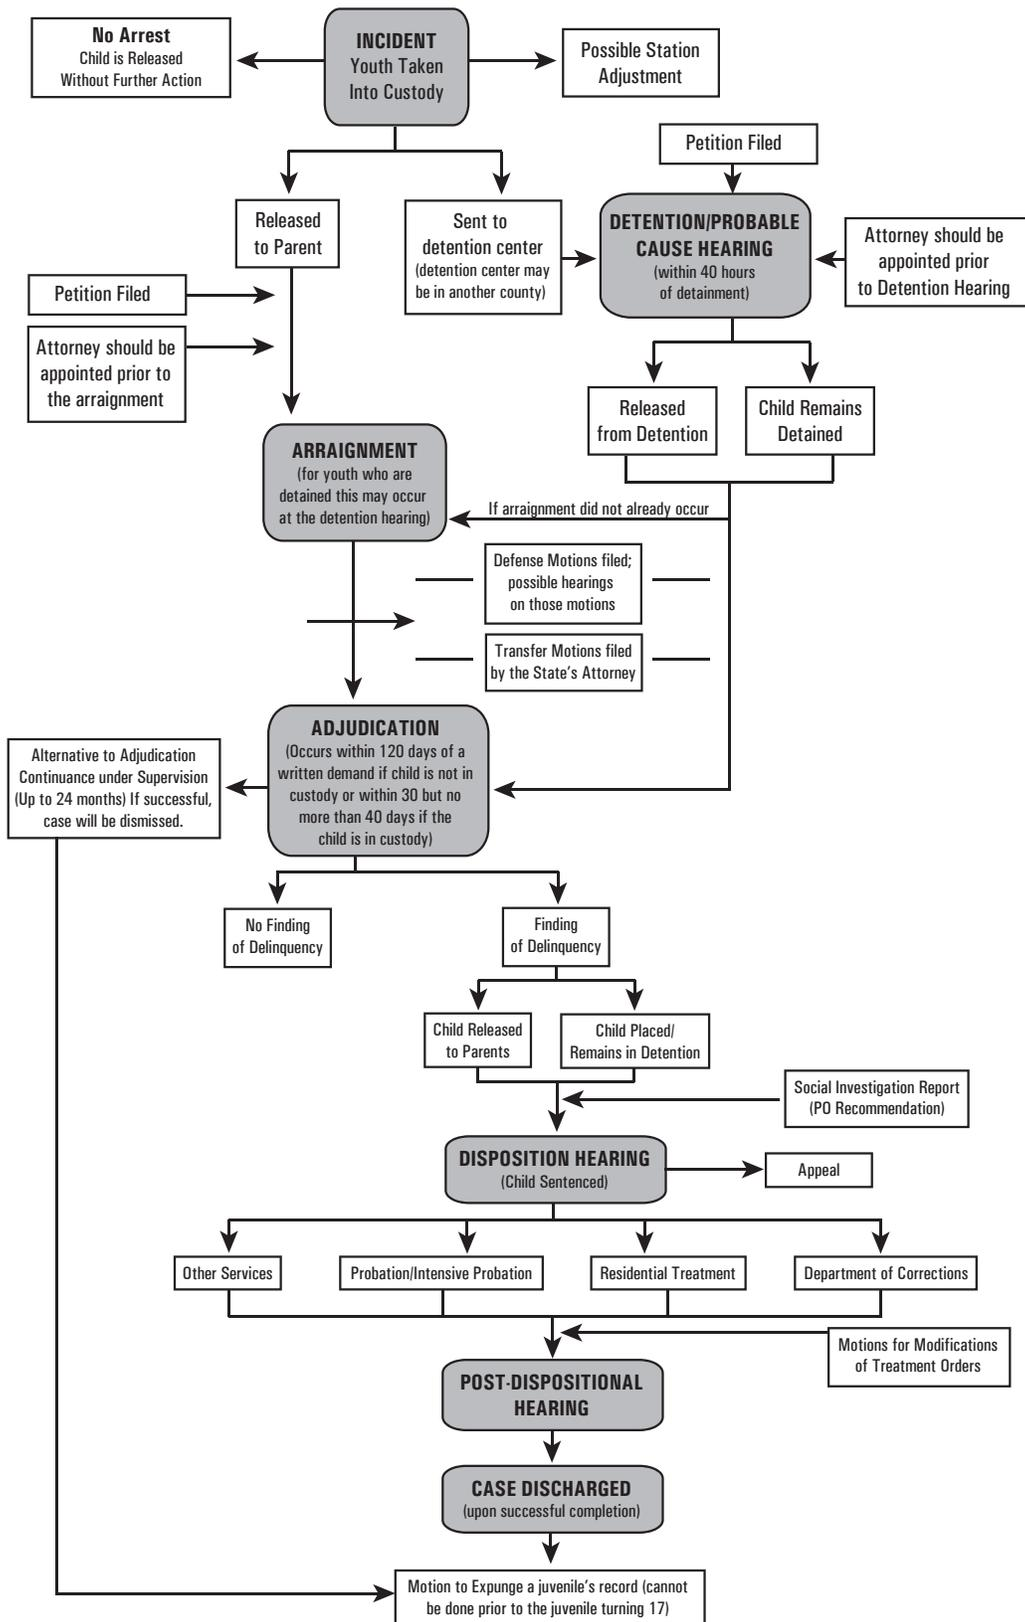 No Arrest
Child is Released
Without Further Action
INCIDENT
Youth Taken
Into Custody
Possible Station
Adjustment
Petition Filed
Released
to Parent
Sent to
detention center
(detention center may
be in another county)
DETENTION/PROBABLE
CAUSE HEARING
(within 40 hours
of detainment)
Attorney should be
appointed prior
to Detention Hearing
Petition Filed
Attorney should be
appointed prior to
the arraignment
Released
from Detention
Child Remains
Detained
ARRAIGNMENT
(for youth who are
detained this may occur
at the detention hearing)
If arraignment did not already occur
Defense Motions filed;
possible hearings
on those motions
Transfer Motions filed
by the State's Attorney
ADJUDICATION
(Occurs within 120 days of a
written demand if child is not in
custody or within 30 but no
more than 40 days if the
child is in custody)
Alternative to Adjudication
Continuance under Supervision
(Up to 24 months) If successful,
case will be dismissed.
No Finding
of Delinquency
Finding
of Delinquency
Child Released
to Parents
Child Placed/
Remains in Detention
Social Investigation Report
(PO Recommendation)
DISPOSITION HEARING
(Child Sentenced)
Appeal
Other Services
Probation/Intensive Probation
Residential Treatment
Department of Corrections
Motions for Modifications
of Treatment Orders
POST-DISPOSITIONAL
HEARING
CASE DISCHARGED
(upon successful completion)
Motion to Expunge a juvenile's record (cannot
be done prior to the juvenile turning 17)